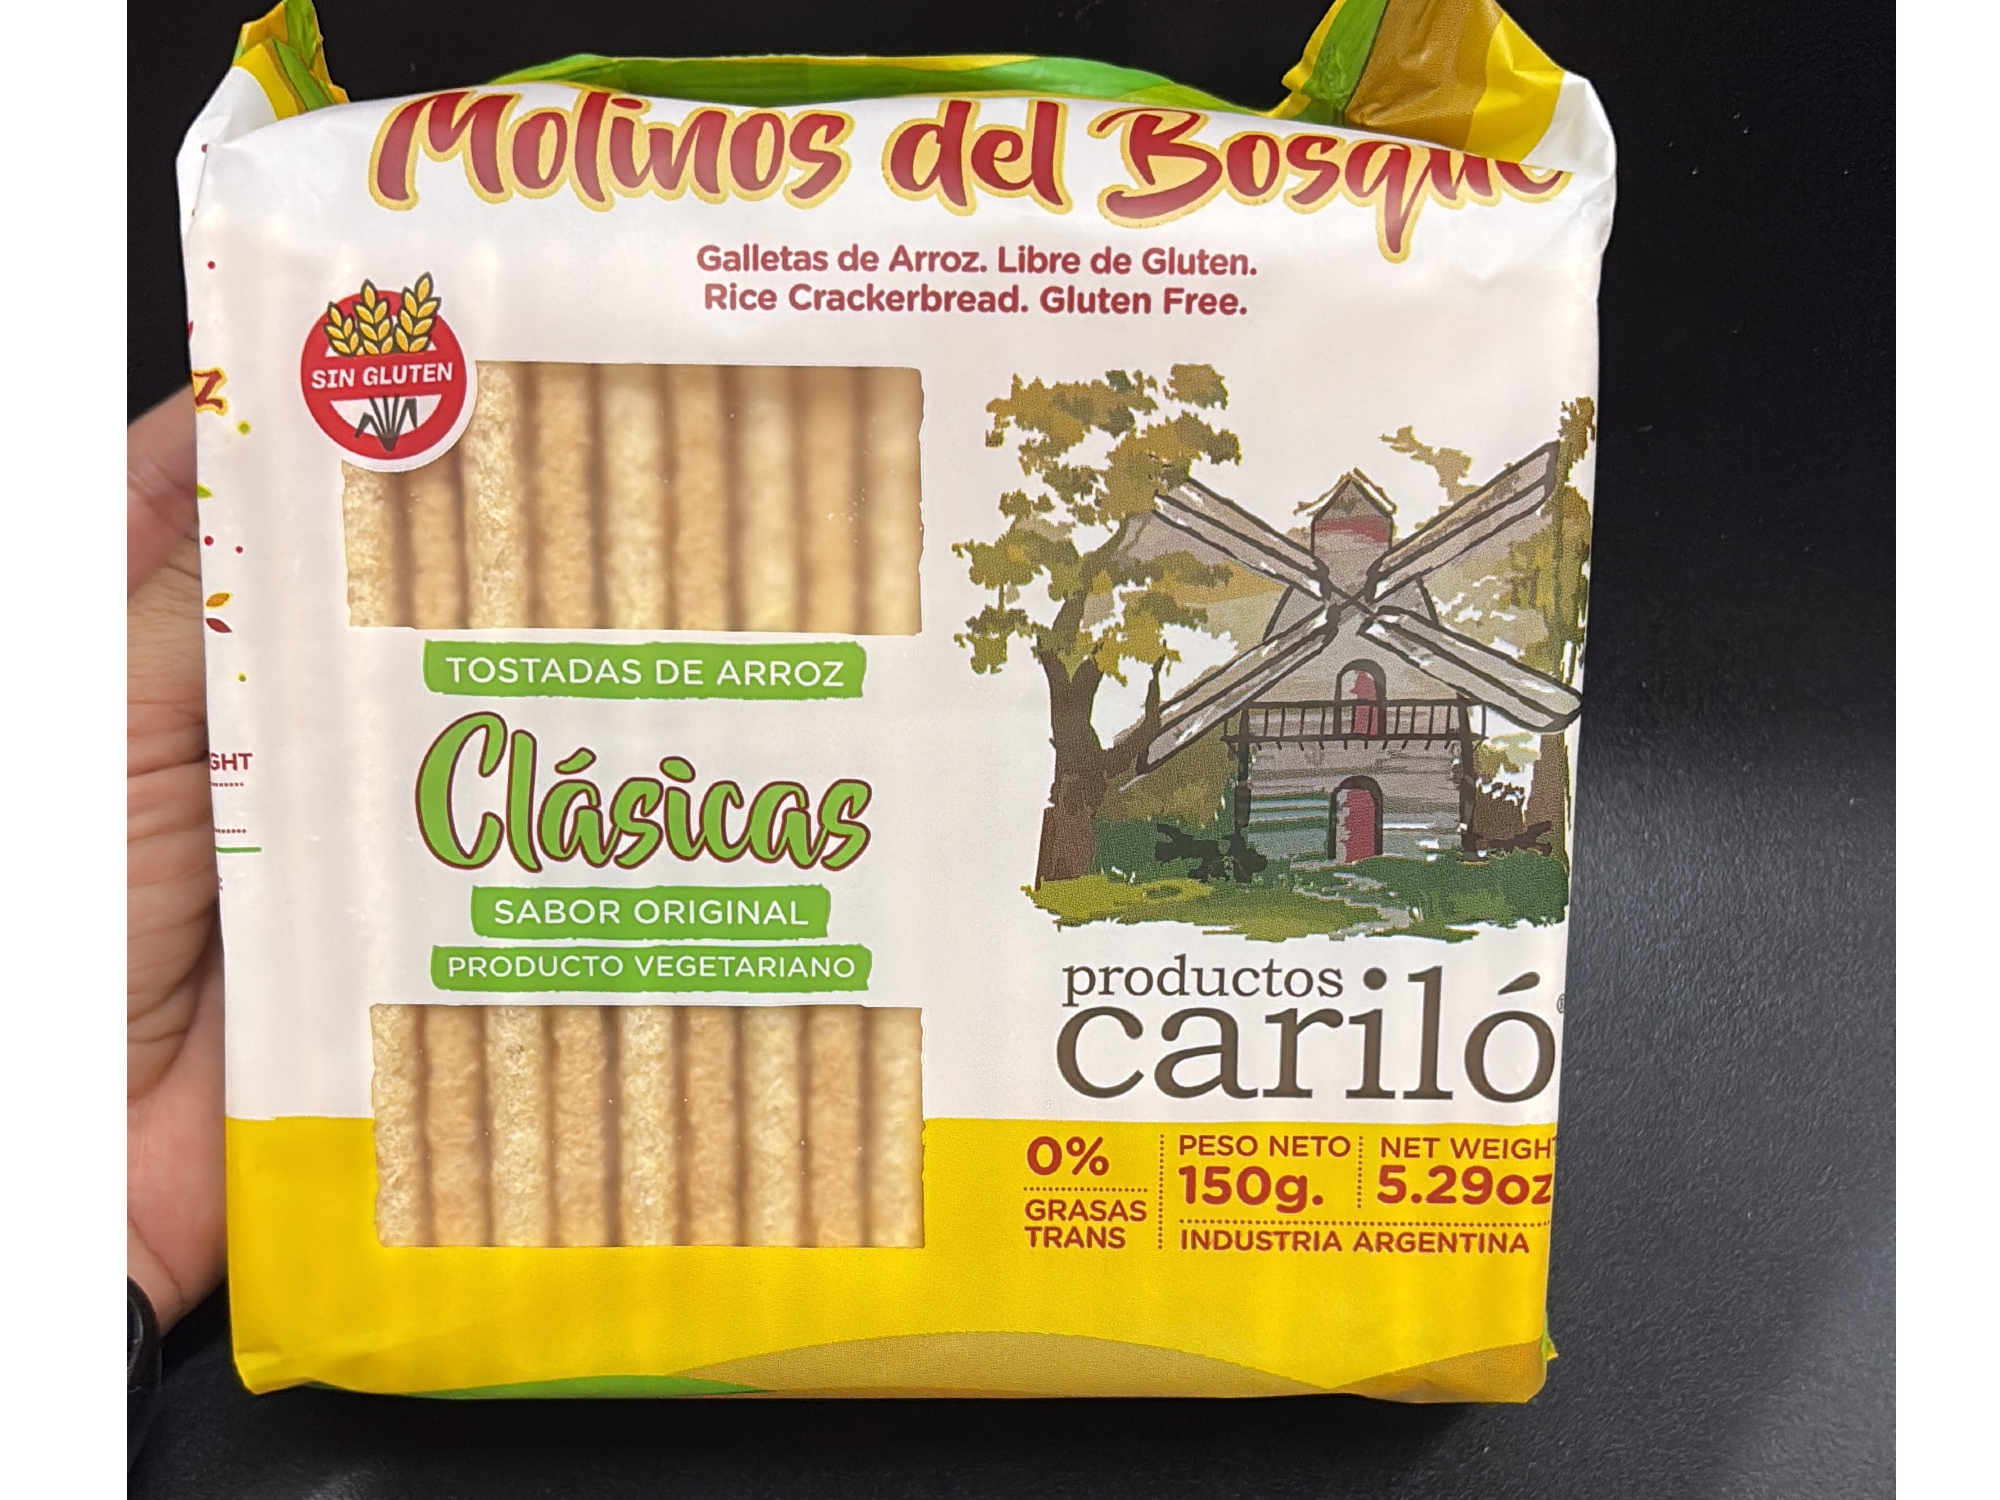 Molinos del Bosque
Galletas de Arroz. Libre de Gluten.
Rice Crackerbread. Gluten Free.
SIN GLUTEN
TOSTADAS DE ARROZ
Clásicas
SABOR ORIGINAL
PRODUCTO VEGETARIANO
productos
cariló
0%
GRASAS
TRANS
PESO NETO
150g.
NET WEIGHT
5.29oz
INDUSTRIA ARGENTINA
Z
GHT